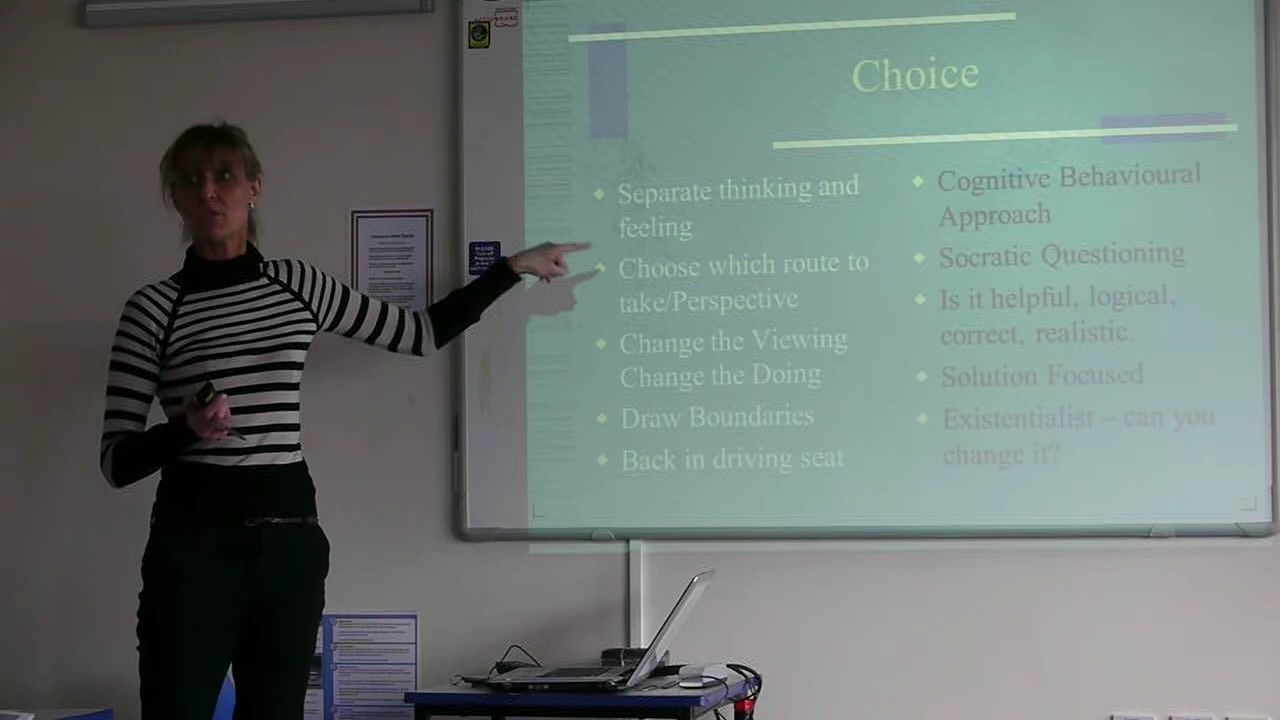 Choice
Separate thinking and
feeling
Choose which route to
take/Perspective
Change the Viewing
Change the Doing
Draw Boundaries
Back in driving seat
Cognitive Behavioural
Approach
Socratic Questioning
Is it helpful, logical,
correct, realistic.
Solution Focused
Existentialist – can you
change it?